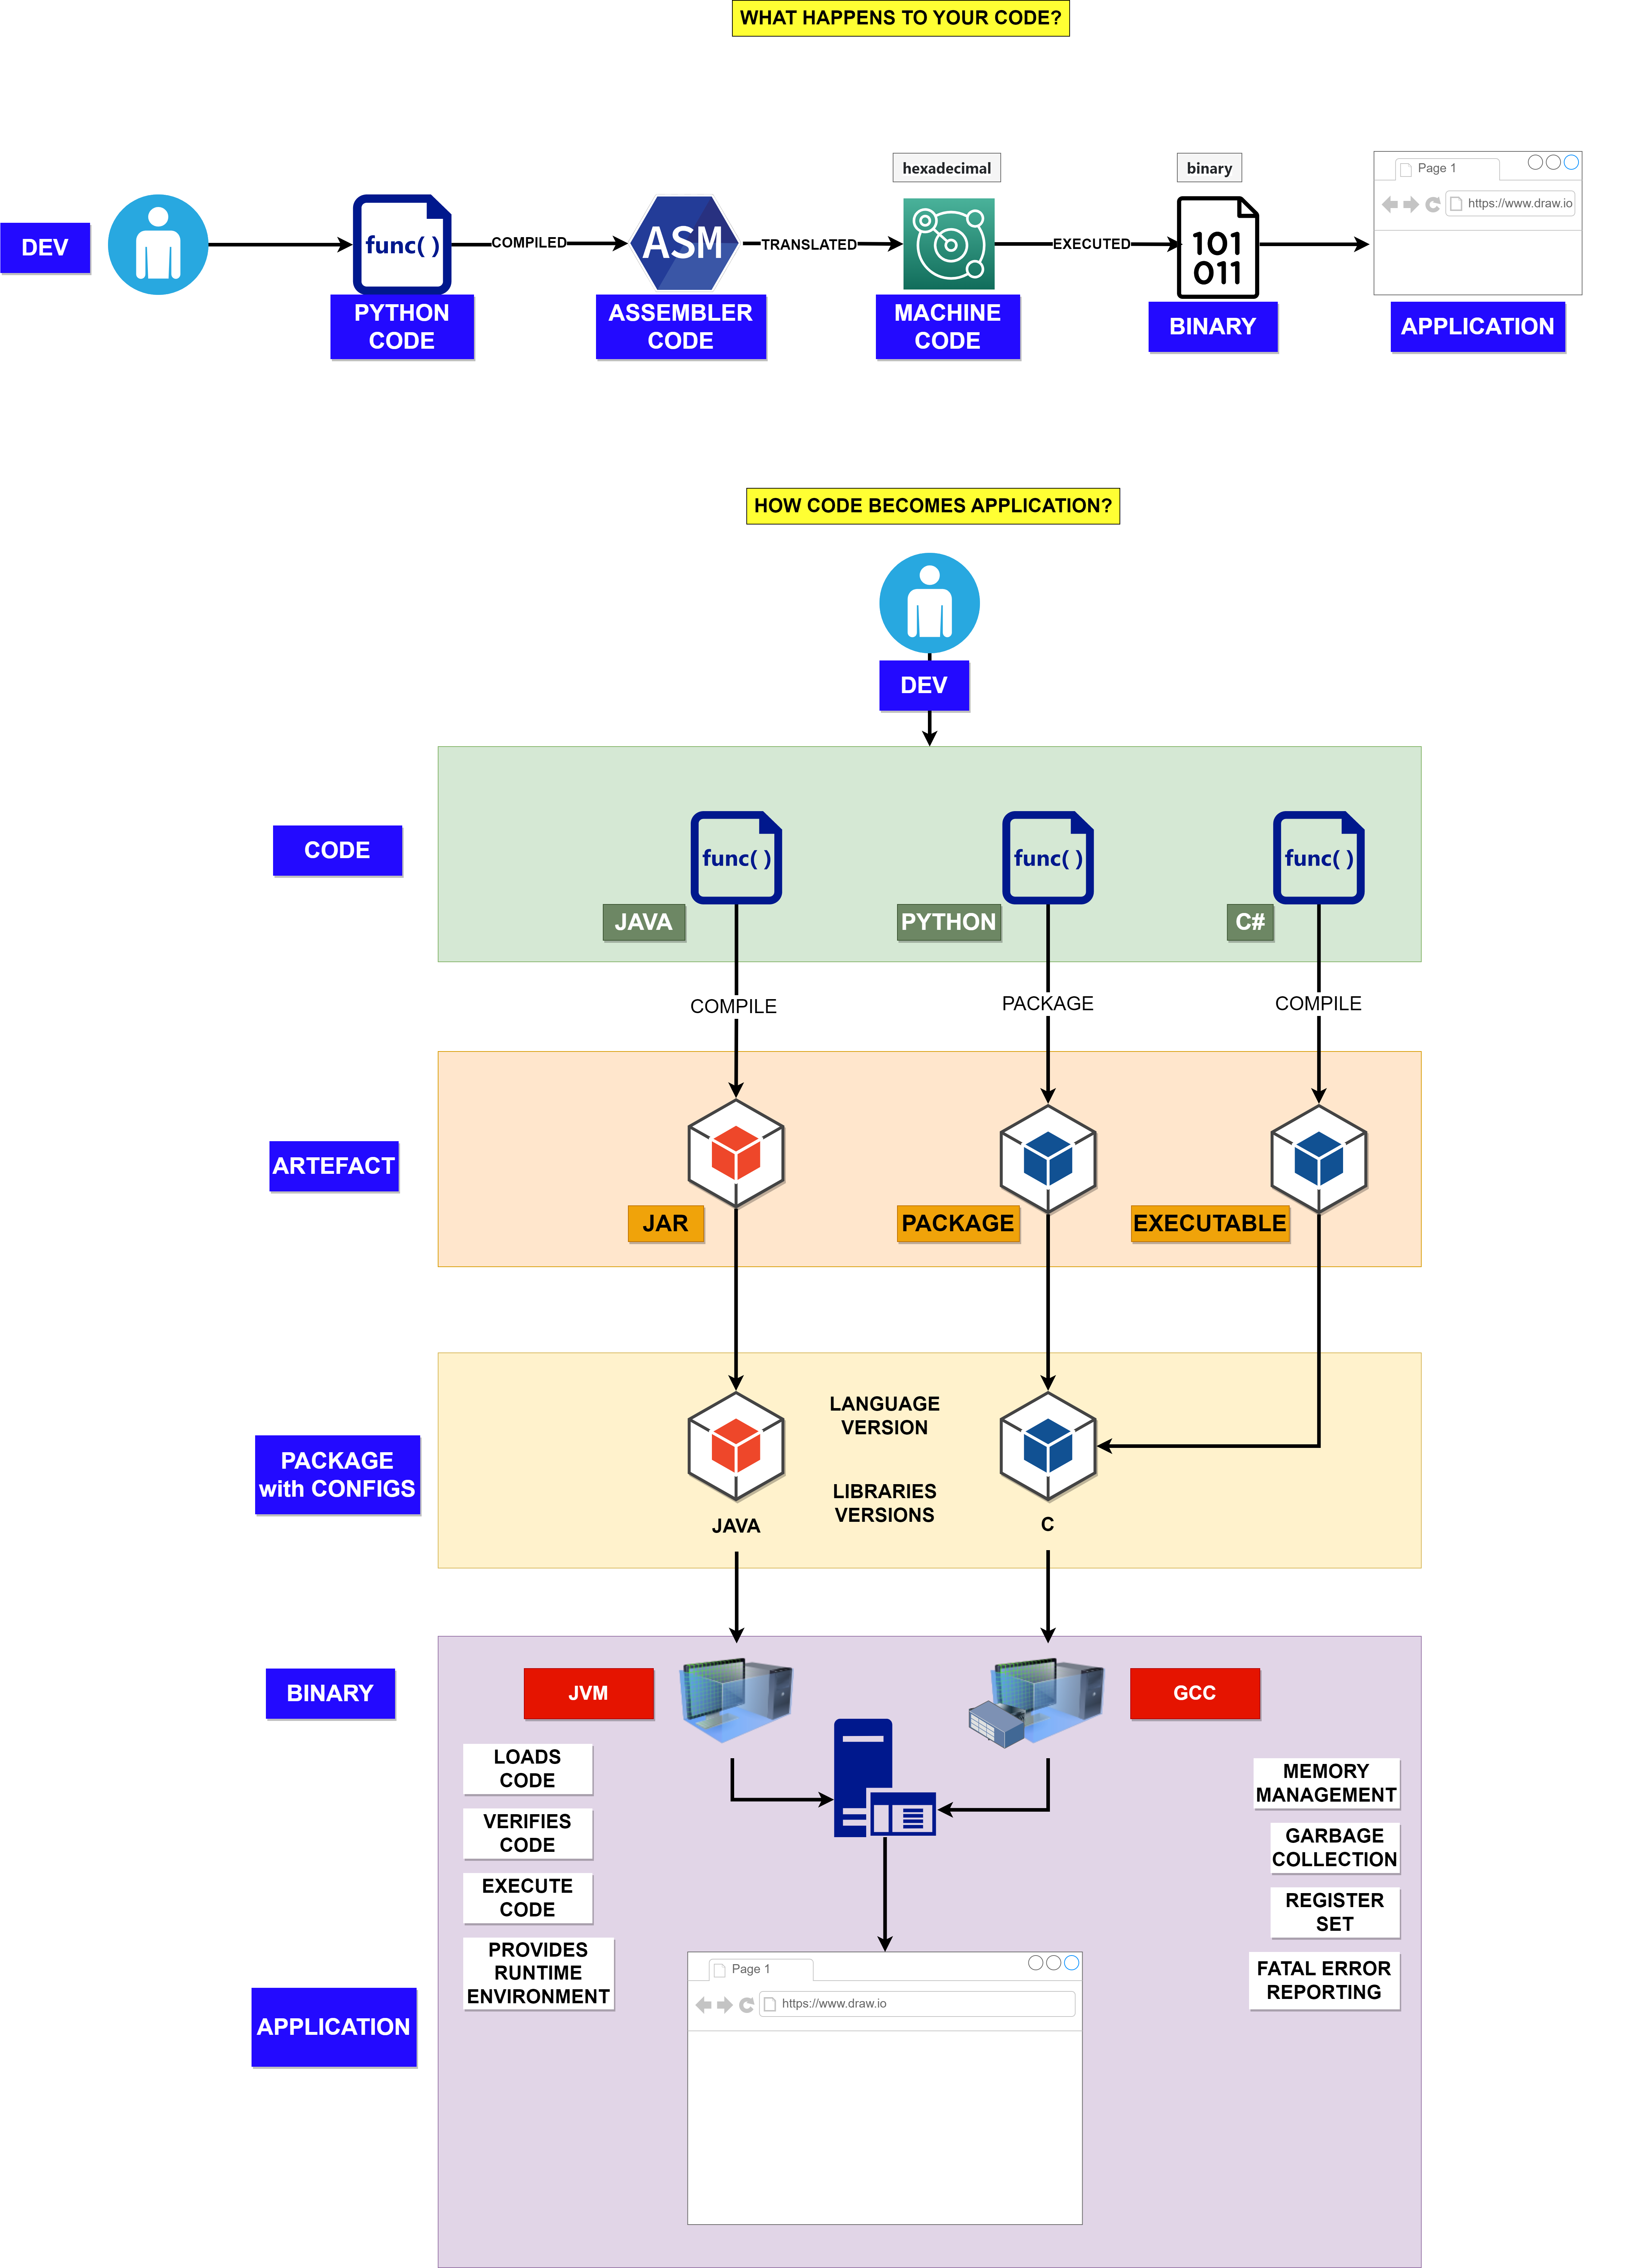 WHAT HAPPENS TO YOUR CODE?
hexadecimal
binary
Page 1
https://www.draw.io
DEV
func( )
COMPILED
ASM
TRANSLATED
EXECUTED
101
011
PYTHON
CODE
ASSEMBLER
CODE
MACHINE
CODE
BINARY
APPLICATION
HOW CODE BECOMES APPLICATION?
DEV
CODE
func( )
func( )
func( )
JAVA
PYTHON
C#
COMPILE
PACKAGE
COMPILE
ARTEFACT
JAR
PACKAGE
EXECUTABLE
PACKAGE
with CONFIGS
LANGUAGE
VERSION
LIBRARIES
VERSIONS
JAVA
C
BINARY
JVM
GCC
LOADS
CODE
VERIFIES
CODE
EXECUTE
CODE
PROVIDES
RUNTIME
ENVIRONMENT
MEMORY
MANAGEMENT
GARBAGE
COLLECTION
REGISTER
SET
FATAL ERROR
REPORTING
APPLICATION
Page 1
https://www.draw.io